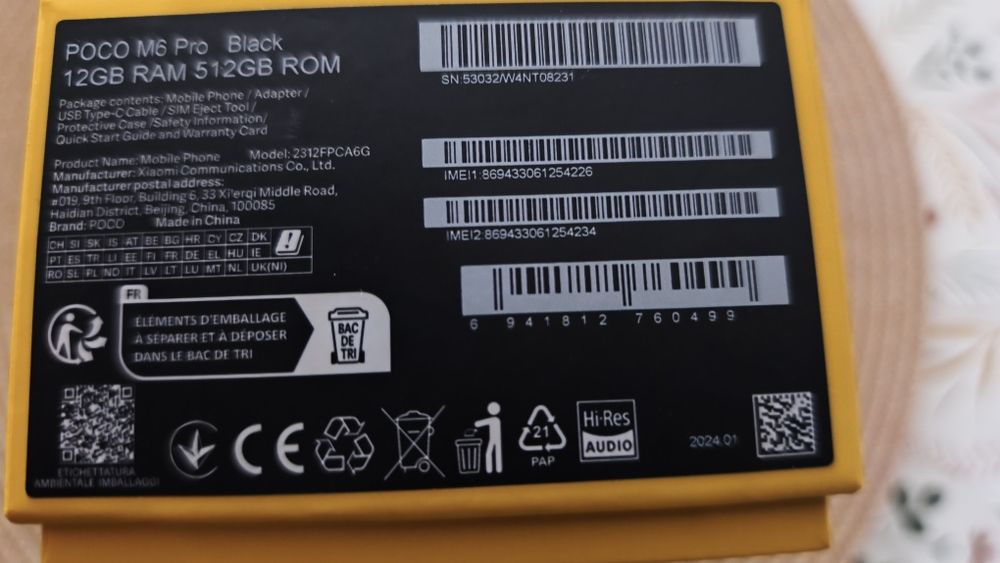 POCO M6 Pro Black
12GB RAM 512GB ROM
Package contents: Mobile Phone / Adapter /
USB Type-C Cable / SIM Eject Tool /
Protective Case /Safety Information/
Quick Start Guide and Warranty Card
Product Name: Mobile Phone Model: 2312FPCA6G
Manufacturer: Xiaomi Communications Co., Ltd.
Manufacturer postal address:
#019, 9th Floor, Building 6, 33 Xi'erqi Middle Road,
Haidian District, Beijing, China, 100085
Brand: POCO Made in China
CH SI SK IS AT BE BG HR CY CZ DK
PT ES TR LI EE FI FR DE EL HU IE
RO SE PL NO IT LV LT LU MT NL UK(NI)
FR
ÉLÉMENTS D'EMBALLAGE
À SÉPARER ET À DÉPOSER
DANS LE BAC DE TRI
BAC
DE
TRI
ETICHETTATURA
AMBIENTALE IMBALLAGGI
SN:53032/W4NT08231
IMEI1:869433061254226
IMEI2:869433061254234
6 941812 760499
CE
21
PAP
Hi-Res
AUDIO
2024.01